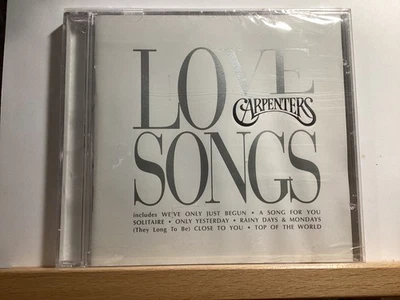 LOVE
CARPENTERS
SONGS
includes WE'VE ONLY JUST BEGUN • A SONG FOR YOU
SOLITAIRE • ONLY YESTERDAY • RAINY DAYS & MONDAYS
(They Long To Be) CLOSE TO YOU • TOP OF THE WORLD